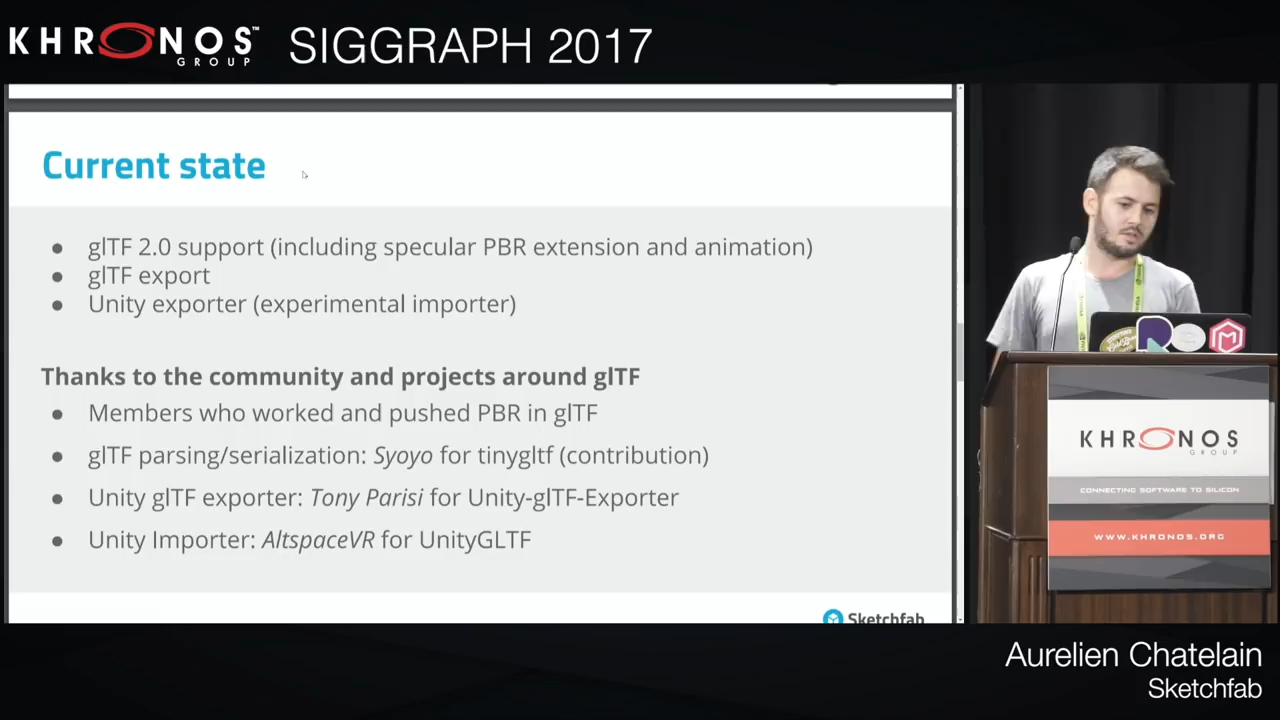 KHRONOS™
GROUP
SIGGRAPH 2017
Current state
● glTF 2.0 support (including specular PBR extension and animation)
● glTF export
● Unity exporter (experimental importer)
Thanks to the community and projects around glTF
● Members who worked and pushed PBR in glTF
● glTF parsing/serialization: Syoyo for tinygltf (contribution)
● Unity glTF exporter: Tony Parisi for Unity-glTF-Exporter
● Unity Importer: AltspaceVR for UnityGLTF
Sketchfab
KHRONOS
GROUP
CONNECTING SOFTWARE TO SILICON
WWW.KHRONOS.ORG
Aurelien Chatelain
Sketchfab